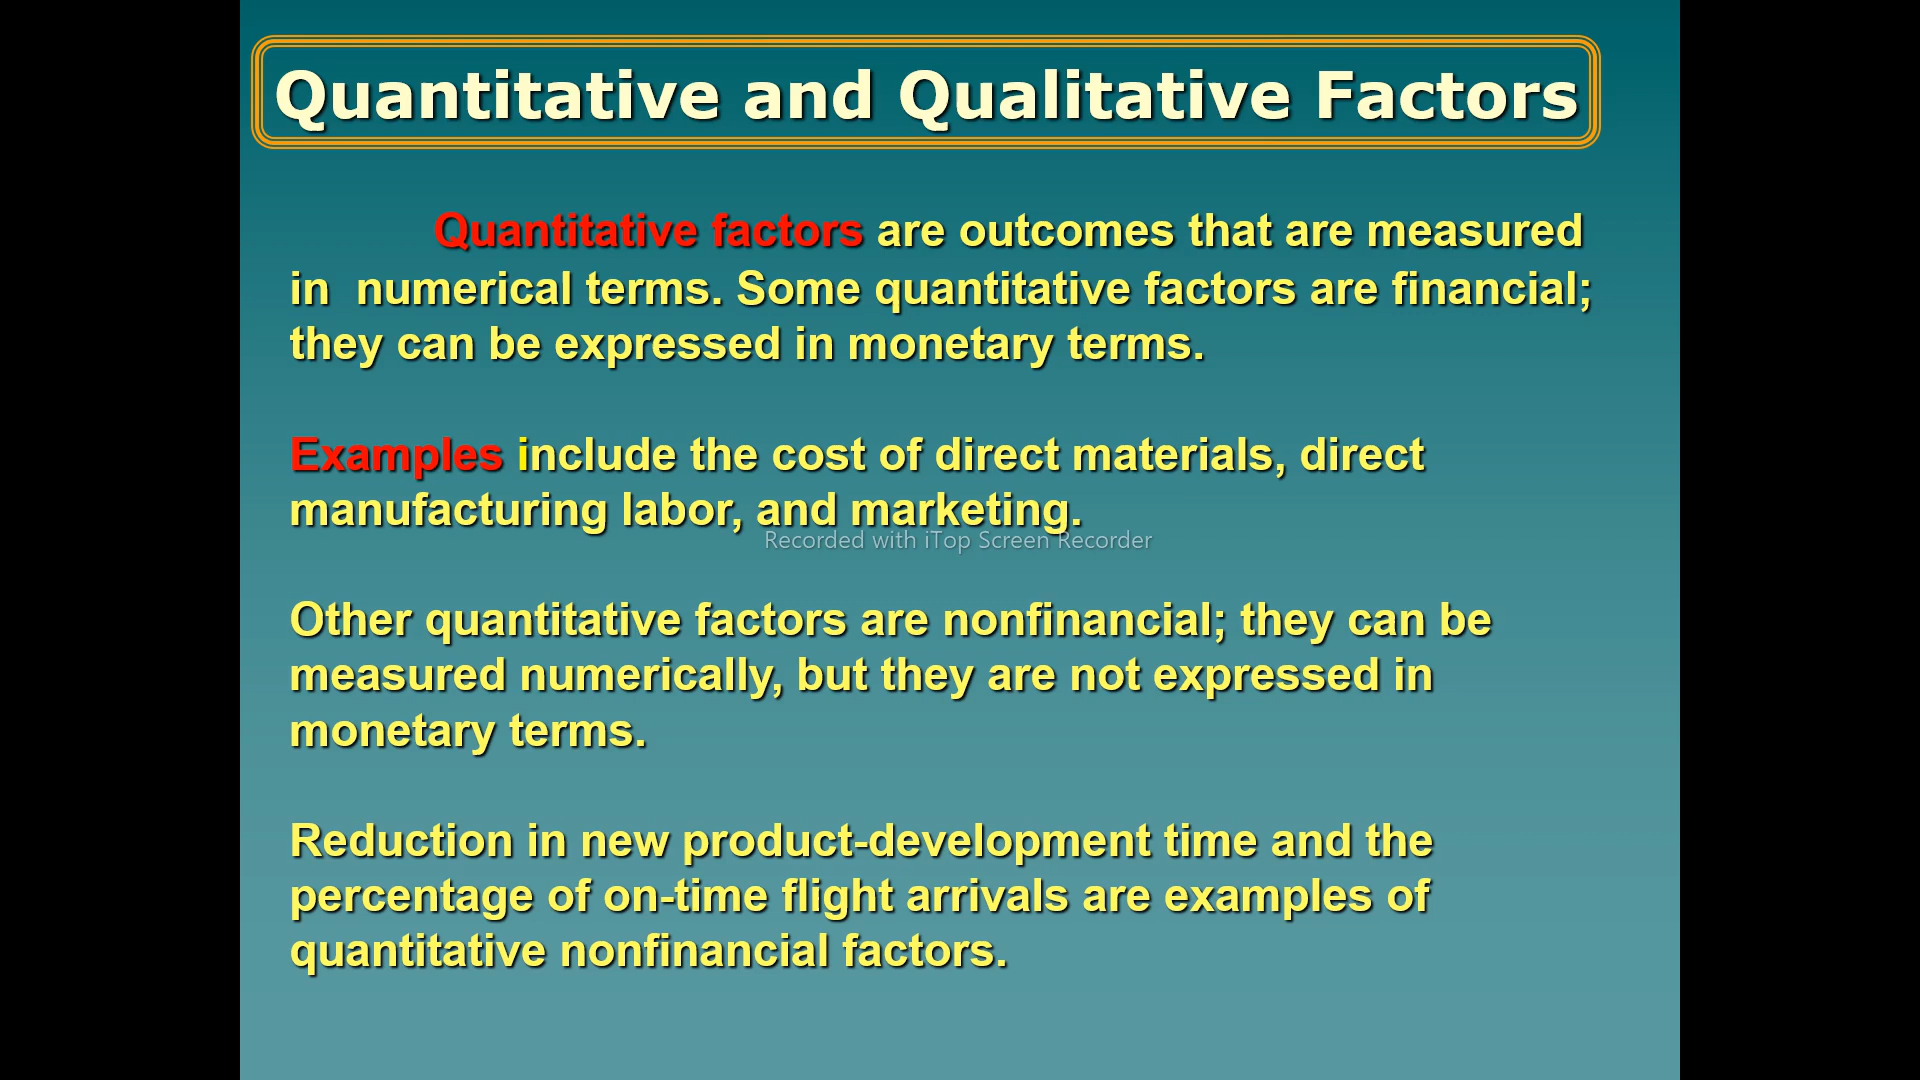 Quantitative and Qualitative Factors
Quantitative factors are outcomes that are measured
in numerical terms. Some quantitative factors are financial;
they can be expressed in monetary terms.
Examples include the cost of direct materials, direct
manufacturing labor, and marketing.
Recorded with iTop Screen Recorder
Other quantitative factors are nonfinancial; they can be
measured numerically, but they are not expressed in
monetary terms.
Reduction in new product-development time and the
percentage of on-time flight arrivals are examples of
quantitative nonfinancial factors.